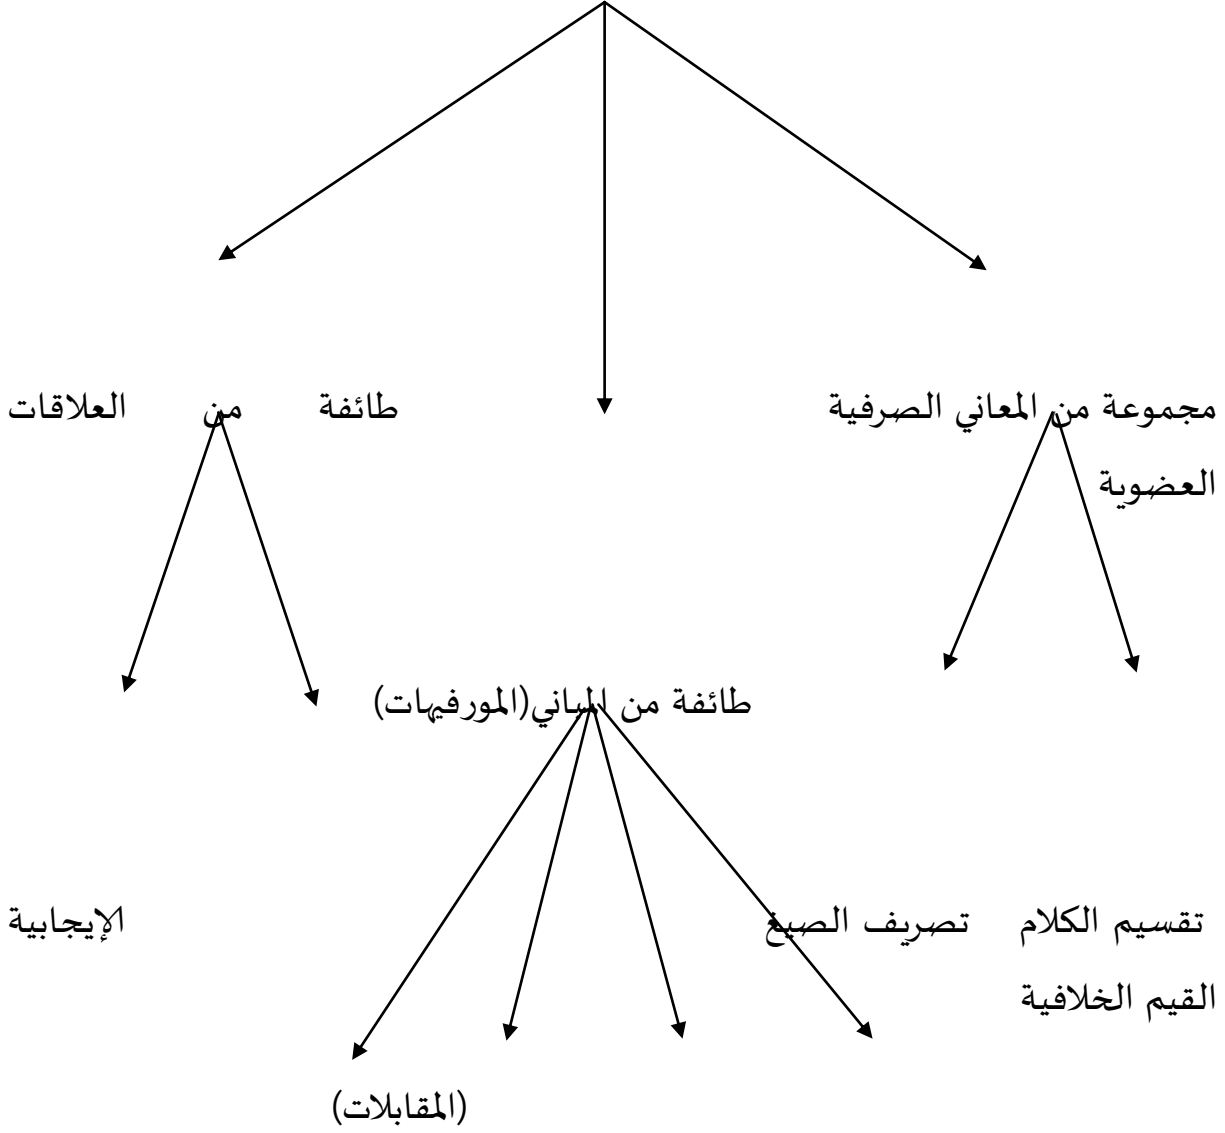 مجموعة من المعاني الصرفية طائفة من العلاقات
العضوية
طائفة من المباني(المورفيمات)
تقسيم الكلام تصريف الصيغ الإيجابية
القيم الخلافية
(المقابلات)